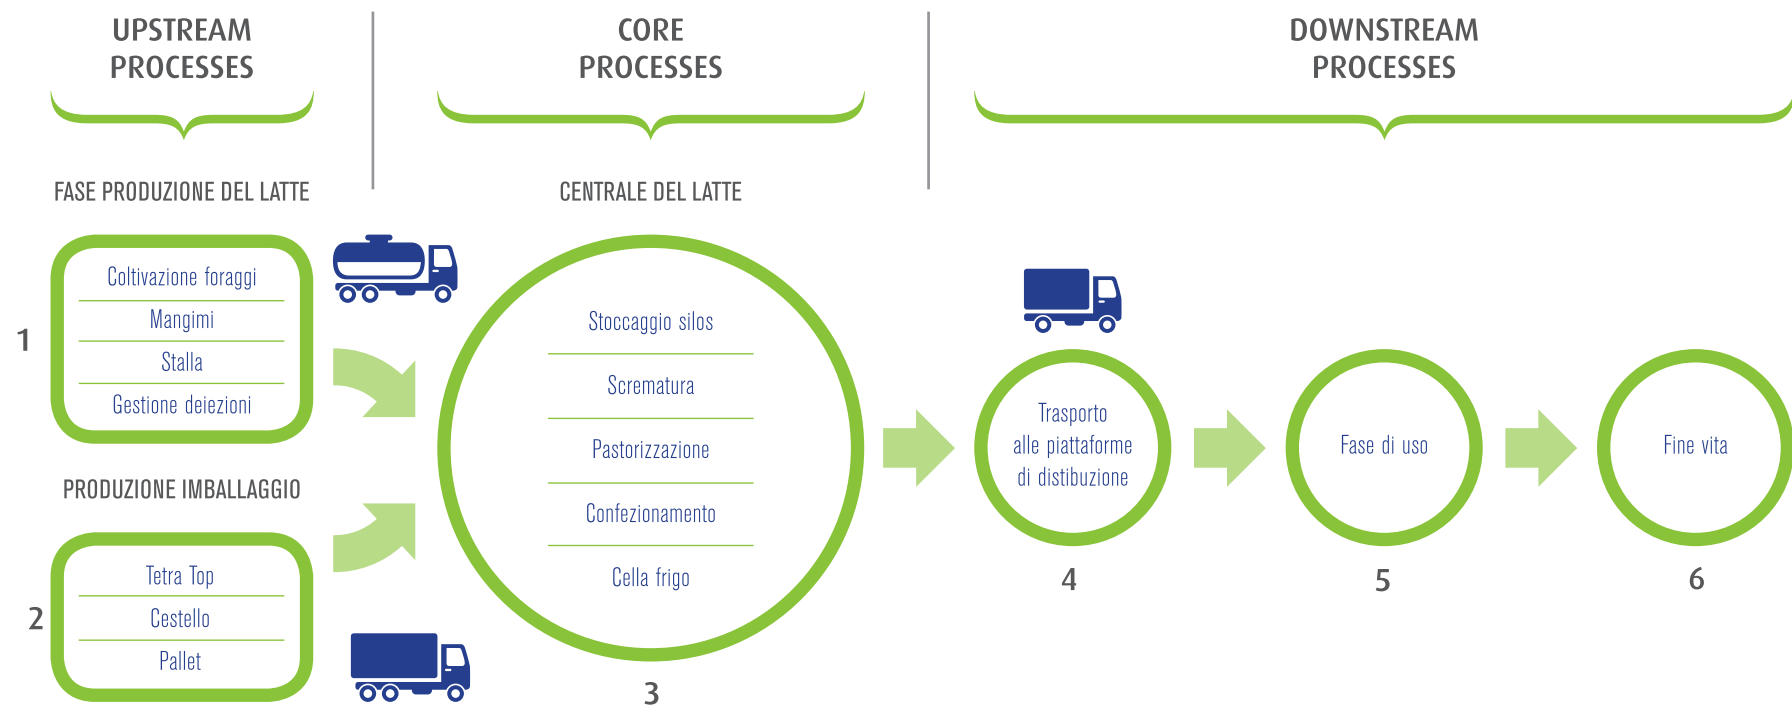 UPSTREAM
PROCESSES
CORE
PROCESSES
DOWNSTREAM
PROCESSES
FASE PRODUZIONE DEL LATTE
1
Coltivazione foraggi
Mangimi
Stalla
Gestione deiezioni
PRODUZIONE IMBALLAGGIO
2
Tetra Top
Cestello
Pallet
CENTRALE DEL LATTE
Stoccaggio silos
Scrematura
Pastorizzazione
Confezionamento
Cella frigo
3
Trasporto
alle piattaforme
di distibuzione
4
Fase di uso
5
Fine vita
6